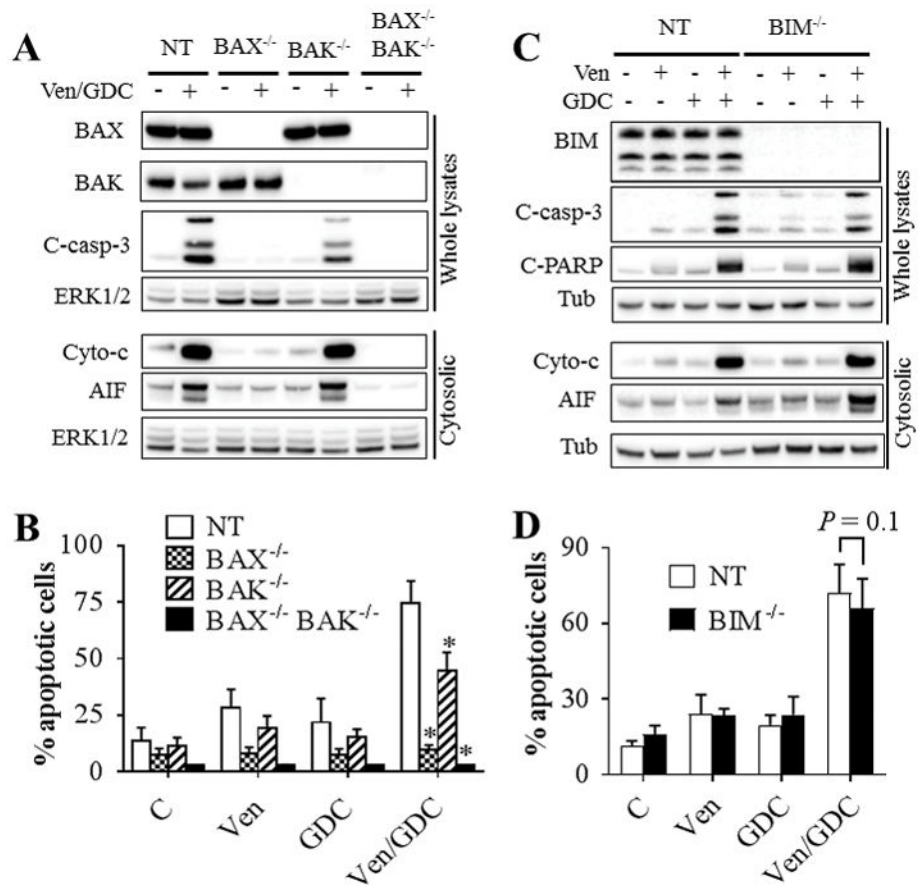 A
NT BAX-/- BAK-/- BAX-/- BAK-/-
Ven/GDC - + - + - + - +
BAX
BAK
C-casp-3
ERK1/2
Whole lysates
Cyto-c
AIF
ERK1/2
Cytosolic
C
NT BIM-/-
Ven - + - + - + - +
GDC - - + + - - + +
BIM
C-casp-3
C-PARP
Tub
Whole lysates
Cyto-c
AIF
Tub
Cytosolic
B
% apoptotic cells
100
75
50
25
0
NT
BAX-/-
BAK-/-
BAX-/- BAK-/-
* * *
C Ven GDC Ven/GDC
D
% apoptotic cells
90
60
30
0
NT
BIM-/-
P = 0.1
C Ven GDC Ven/GDC